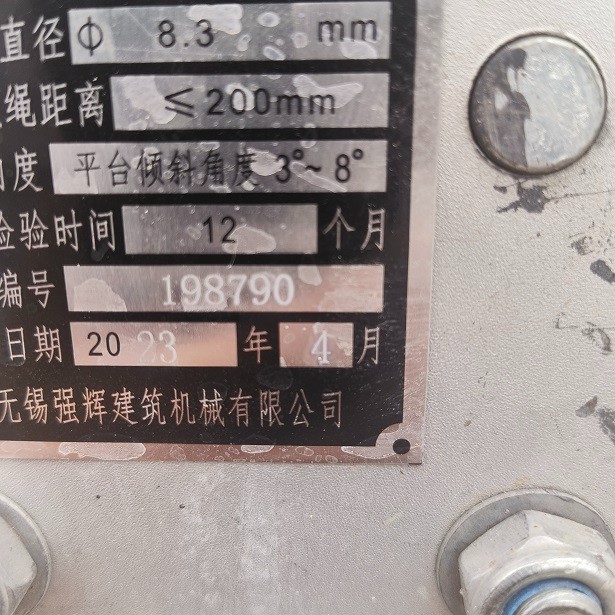 直径 Φ 8.3 mm
绳距离 ≤200mm
角度 平台倾斜角度 3°~8°
检验时间 12 个月
编号 198790
日期 2023 年 4 月
无锡强辉建筑机械有限公司